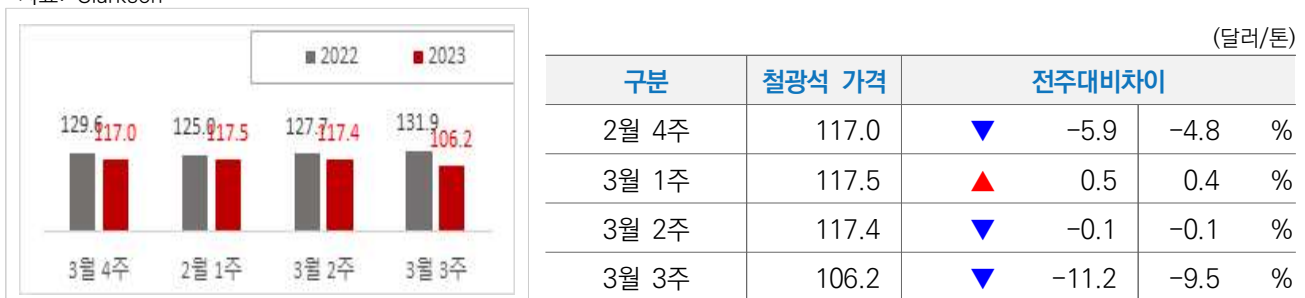 ■ 2022 ■ 2023
129.6 117.0 125.0 117.5 127.7 117.4 131.9 106.2
3월 4주 2월 1주 3월 2주 3월 3주
(달러/톤)
구분 철광석 가격 전주대비차이
2월 4주 117.0 ▼ -5.9 -4.8 %
3월 1주 117.5 ▲ 0.5 0.4 %
3월 2주 117.4 ▼ -0.1 -0.1 %
3월 3주 106.2 ▼ -11.2 -9.5 %